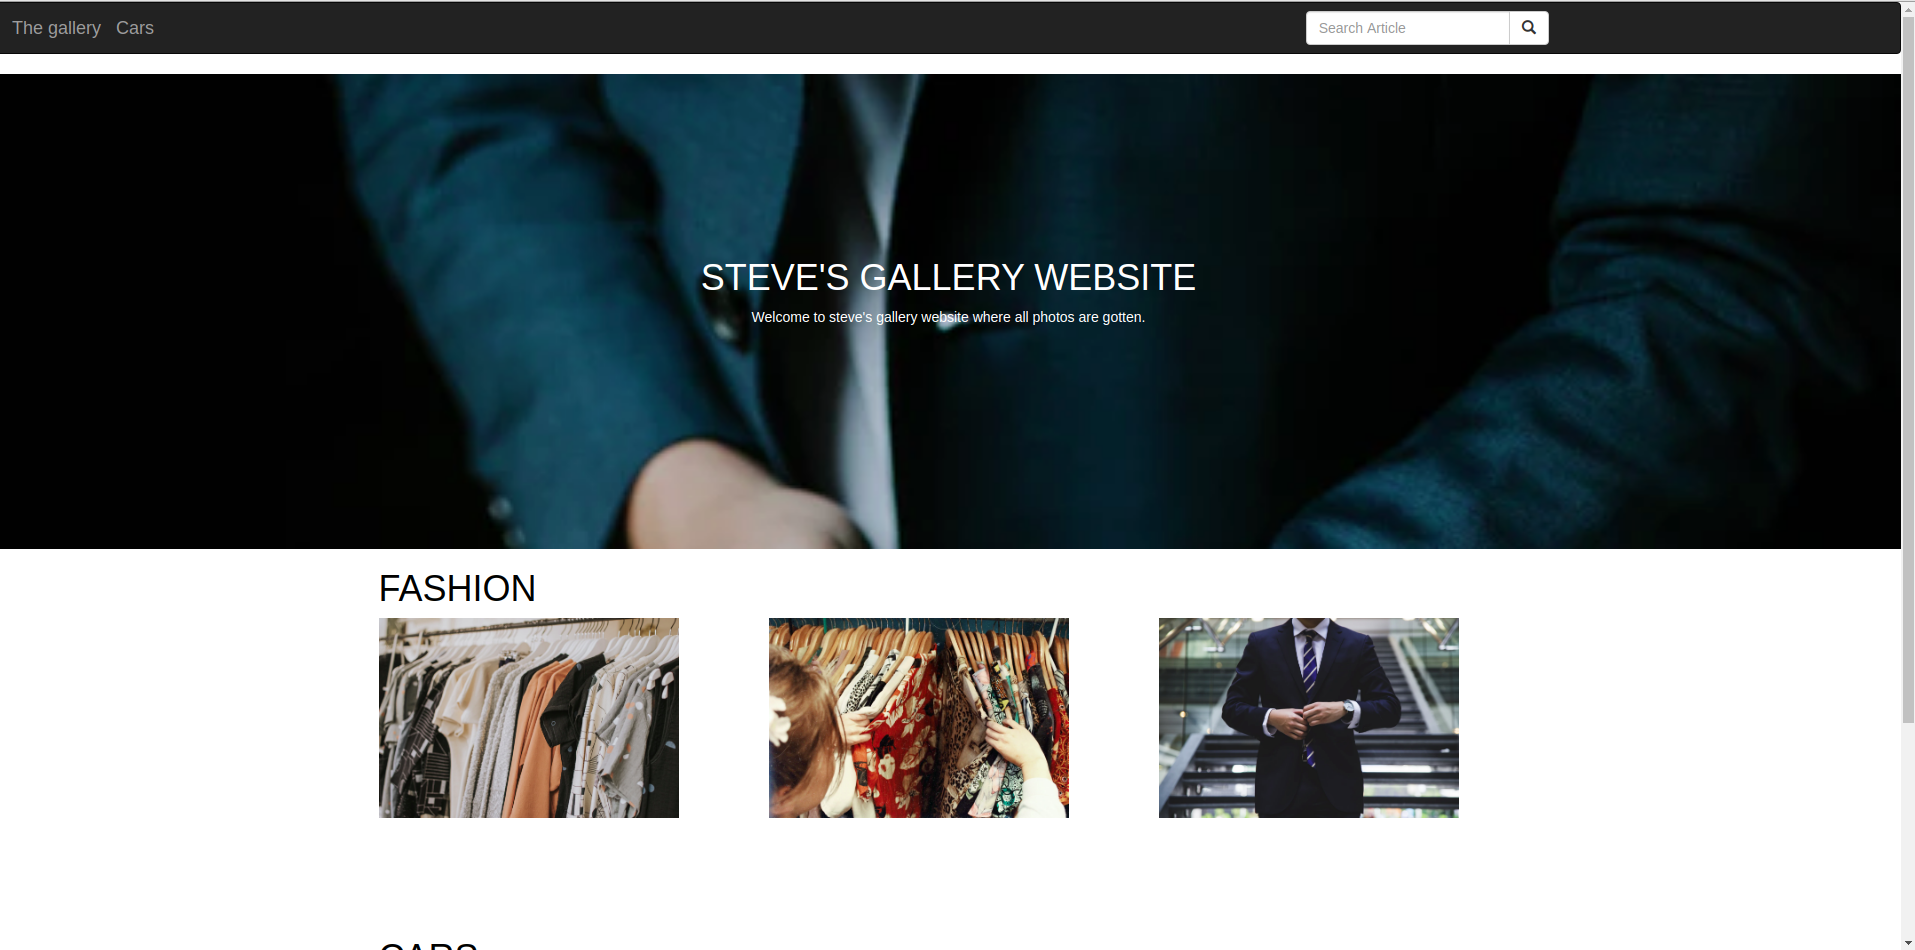 The gallery Cars Search Article
STEVE'S GALLERY WEBSITE
Welcome to steve's gallery website where all photos are gotten.
FASHION
CARS